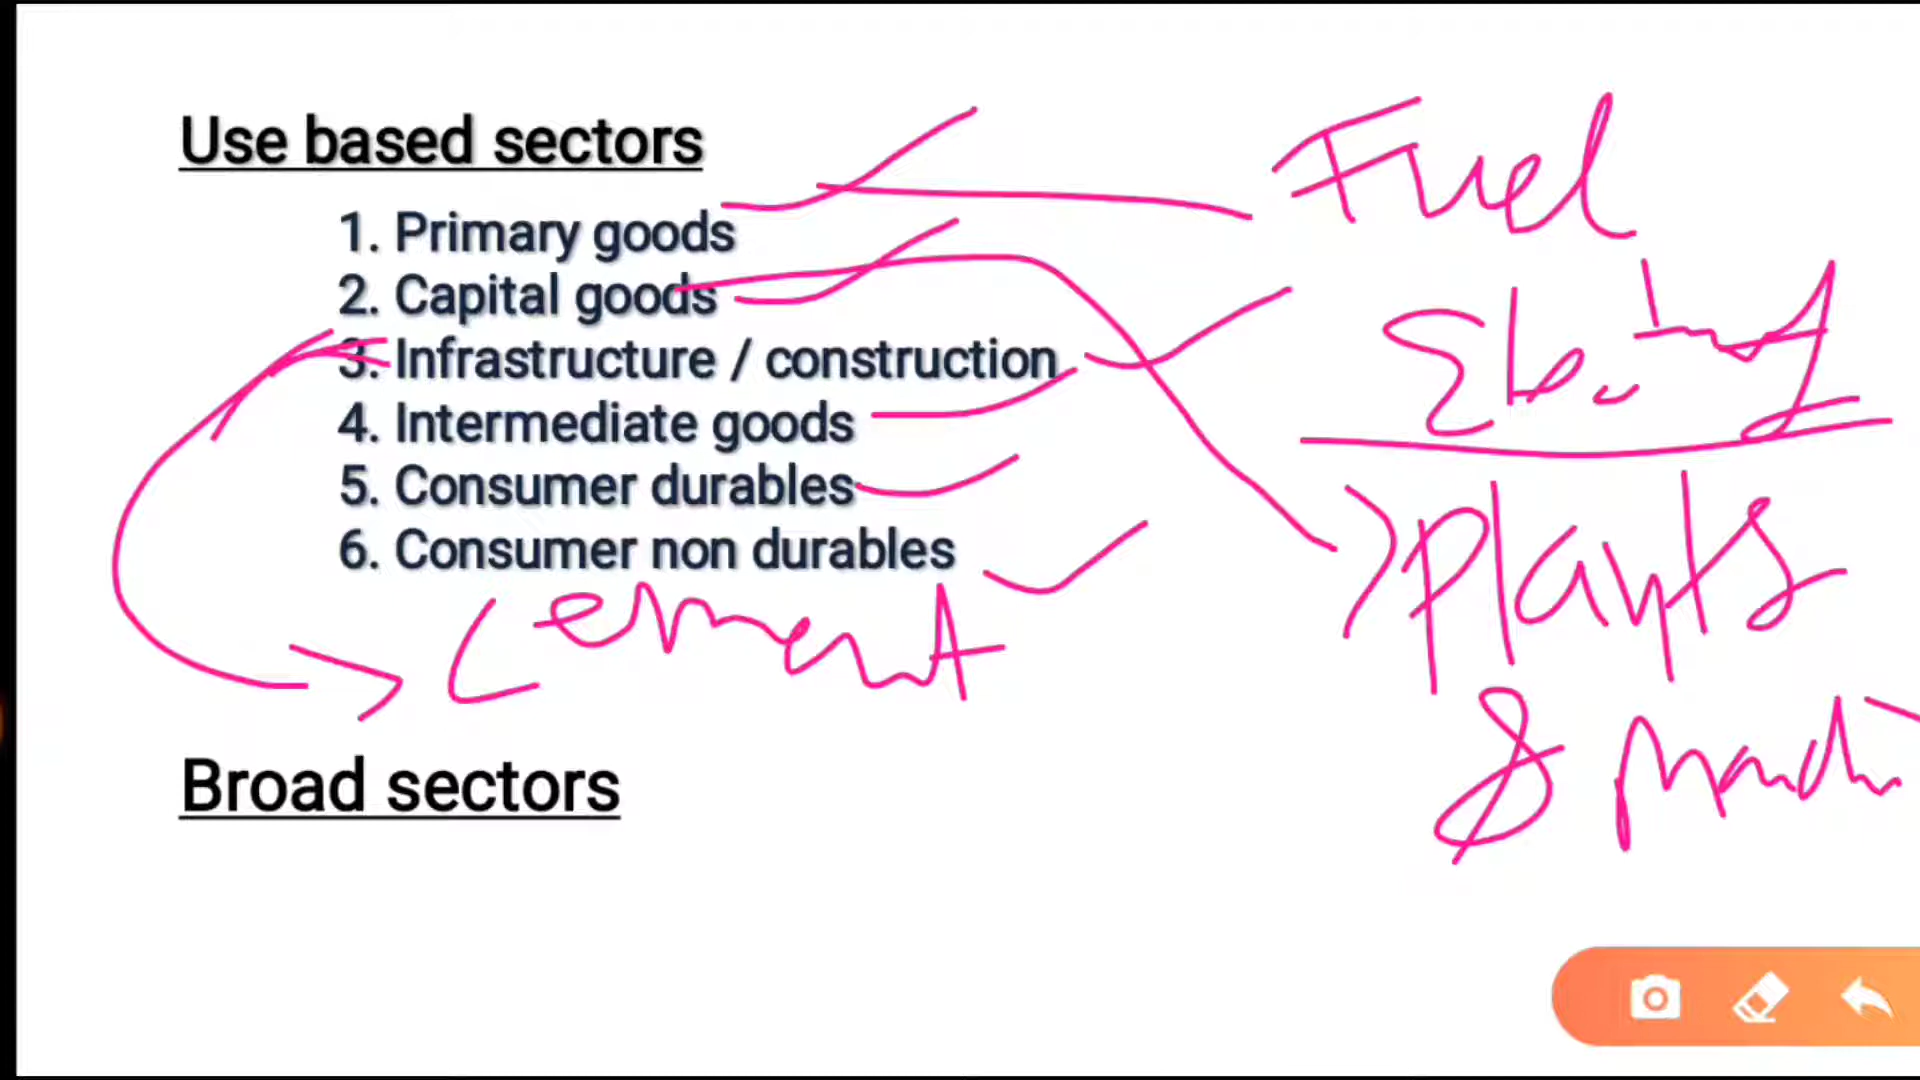 Use based sectors
1. Primary goods
2. Capital goods
3. Infrastructure / construction
4. Intermediate goods
5. Consumer durables
6. Consumer non durables
Cement
Broad sectors
Fuel
Plants
&